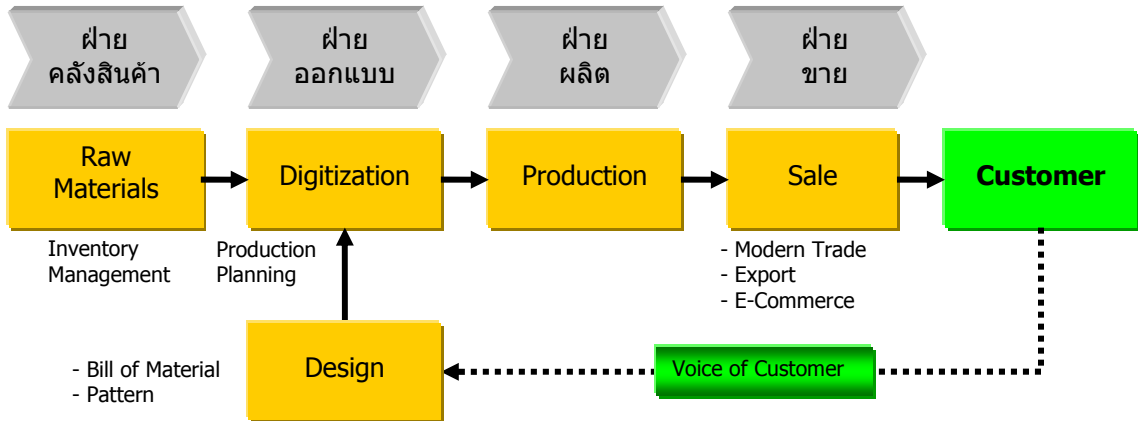 ฝ่าย
คลังสินค้า
ฝ่าย
ออกแบบ
ฝ่าย
ผลิต
ฝ่าย
ขาย
Raw
Materials
Digitization
Production
Sale
Customer
Inventory
Management
Production
Planning
- Modern Trade
- Export
- E-Commerce
- Bill of Material
- Pattern
Design
Voice of Customer